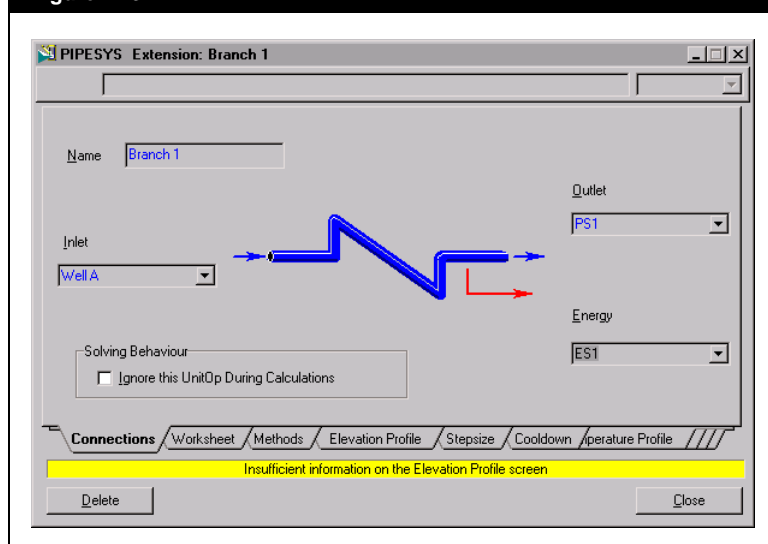 PIPESYS Extension: Branch 1
Name Branch 1
Outlet
PS1
Inlet
Well A
Energy
ES1
Solving Behaviour
Ignore this UnitOp During Calculations
Connections Worksheet Methods Elevation Profile Stepsize Cooldown Profile
Insufficient information on the Elevation Profile screen
Delete Close